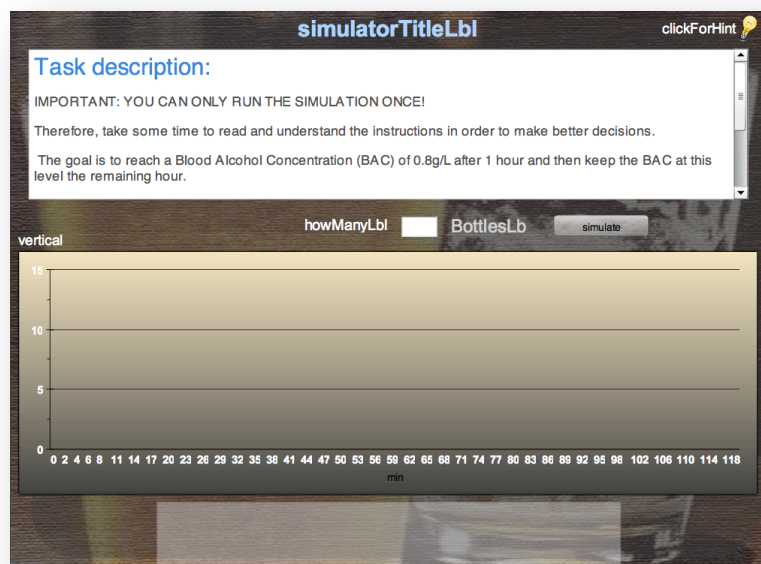 simulatorTitleLbl
clickForHint
Task description:
IMPORTANT: YOU CAN ONLY RUN THE SIMULATION ONCE!
Therefore, take some time to read and understand the instructions in order to make better decisions.
The goal is to reach a Blood Alcohol Concentration (BAC) of 0.8g/L after 1 hour and then keep the BAC at this
level the remaining hour.
howManyLbl BottlesLb simulate
vertical
15
10
5
0
0 2 4 6 8 11 14 17 20 23 26 29 32 35 38 41 44 47 50 53 56 59 62 65 68 71 74 77 80 83 86 89 92 95 98 102 106 110 114 118
min